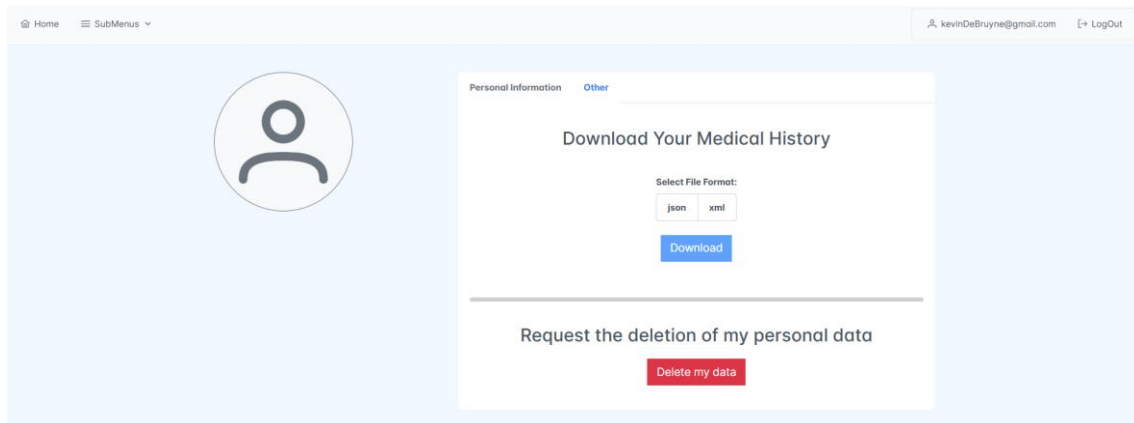 Home SubMenus kevinDeBruyne@gmail.com LogOut
Personal Information Other
Download Your Medical History
Select File Format:
json xml
Download
Request the deletion of my personal data
Delete my data